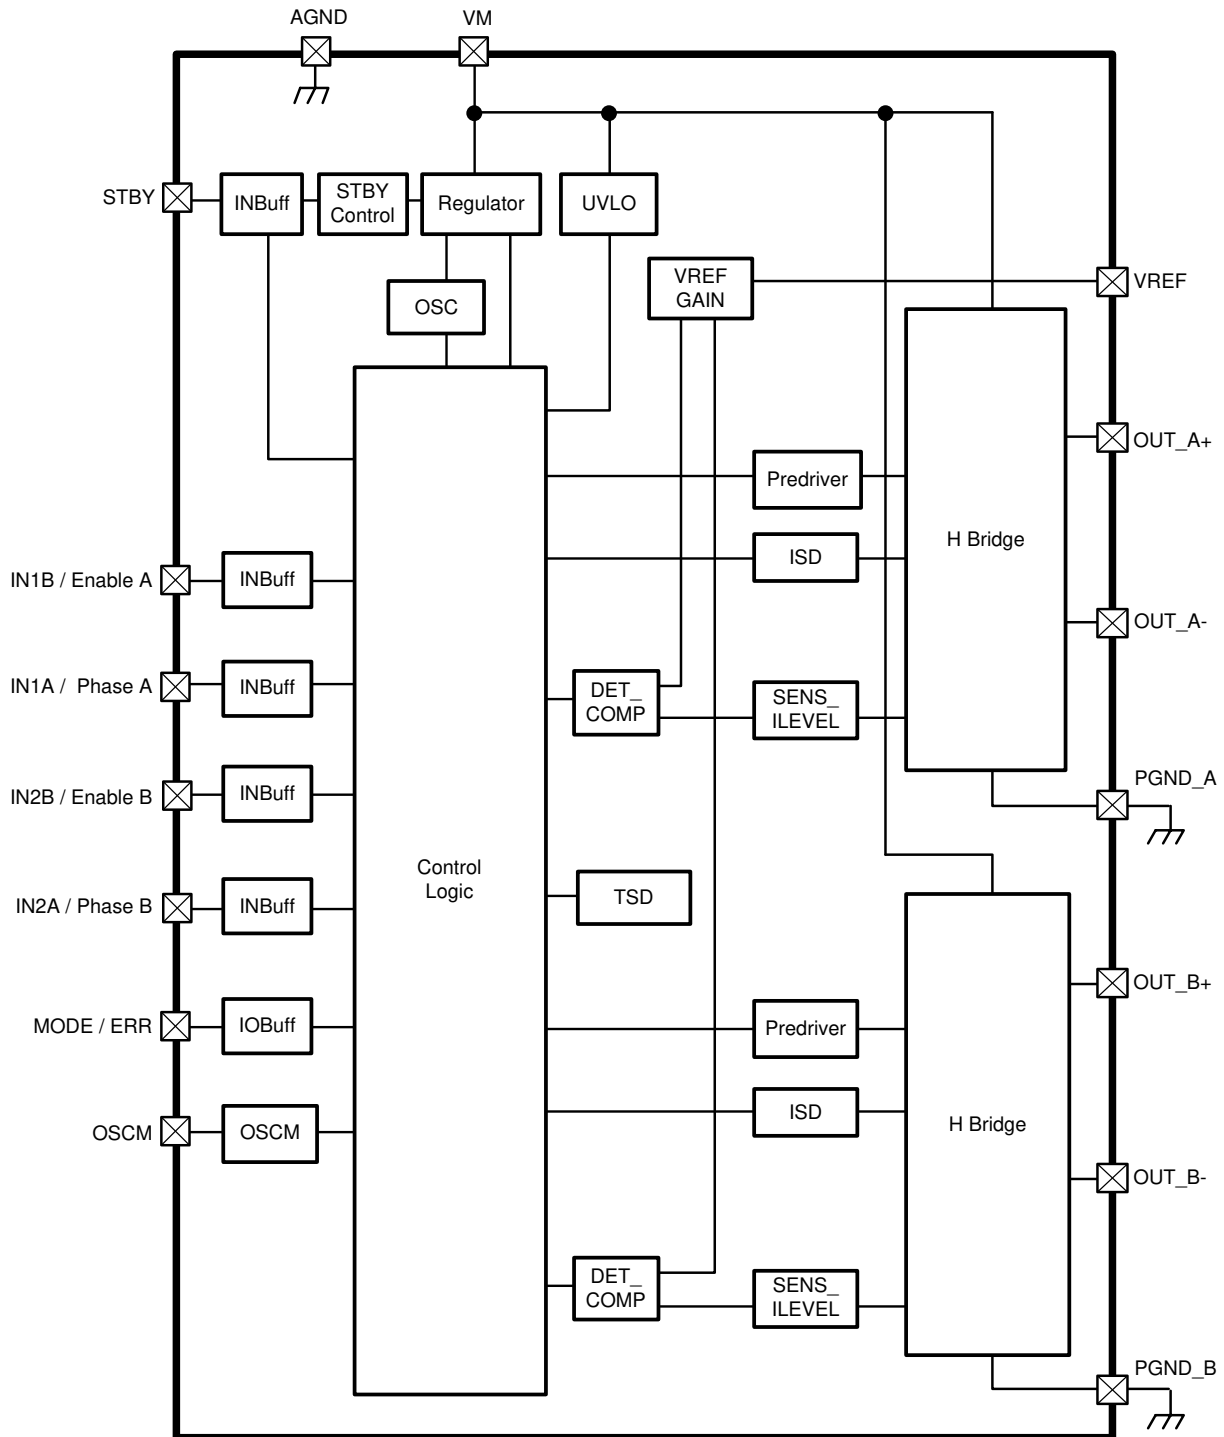 AGND
VM
STBY
INBuff
STBY
Control
Regulator
UVLO
VREF
GAIN
VREF
OSC
OUT_A+
Predriver
H Bridge
ISD
IN1B / Enable A
INBuff
OUT_A-
IN1A / Phase A
INBuff
DET_
COMP
SENS_
ILEVEL
IN2B / Enable B
INBuff
PGND_A
Control
Logic
TSD
IN2A / Phase B
INBuff
OUT_B+
MODE / ERR
IOBuff
Predriver
ISD
H Bridge
OSCM
OSCM
OUT_B-
DET_
COMP
SENS_
ILEVEL
PGND_B